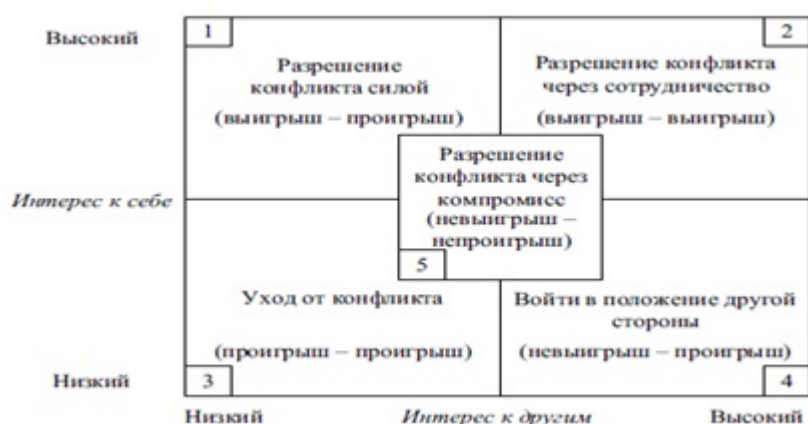 Высокий
1
Разрешение
конфликта силой
(выигрыш – проигрыш)
2
Разрешение конфликта
через сотрудничество
(выигрыш – выигрыш)
Интерес к себе
Разрешение
конфликта через
компромисс
(невыигрыш –
непроигрыш)
5
Уход от конфликта
(проигрыш – проигрыш)
3
Войти в положение другой
стороны
(невыигрыш – проигрыш)
4
Низкий
Низкий
Интерес к другим
Высокий